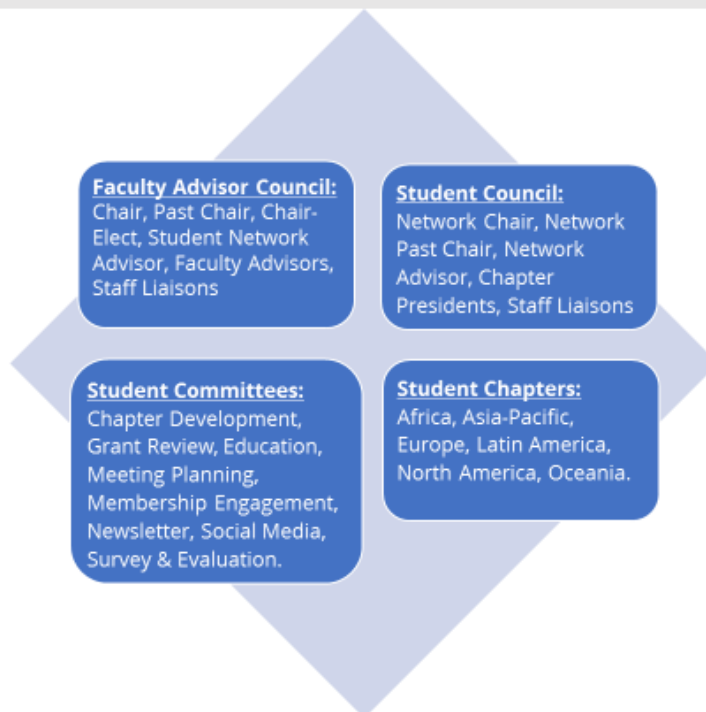 Faculty Advisor Council:
Chair, Past Chair, Chair-
Elect, Student Network
Advisor, Faculty Advisors,
Staff Liaisons
Student Council:
Network Chair, Network
Past Chair, Network
Advisor, Chapter
Presidents, Staff Liaisons
Student Committees:
Chapter Development,
Grant Review, Education,
Meeting Planning,
Membership Engagement,
Newsletter, Social Media,
Survey & Evaluation.
Student Chapters:
Africa, Asia-Pacific,
Europe, Latin America,
North America, Oceania.